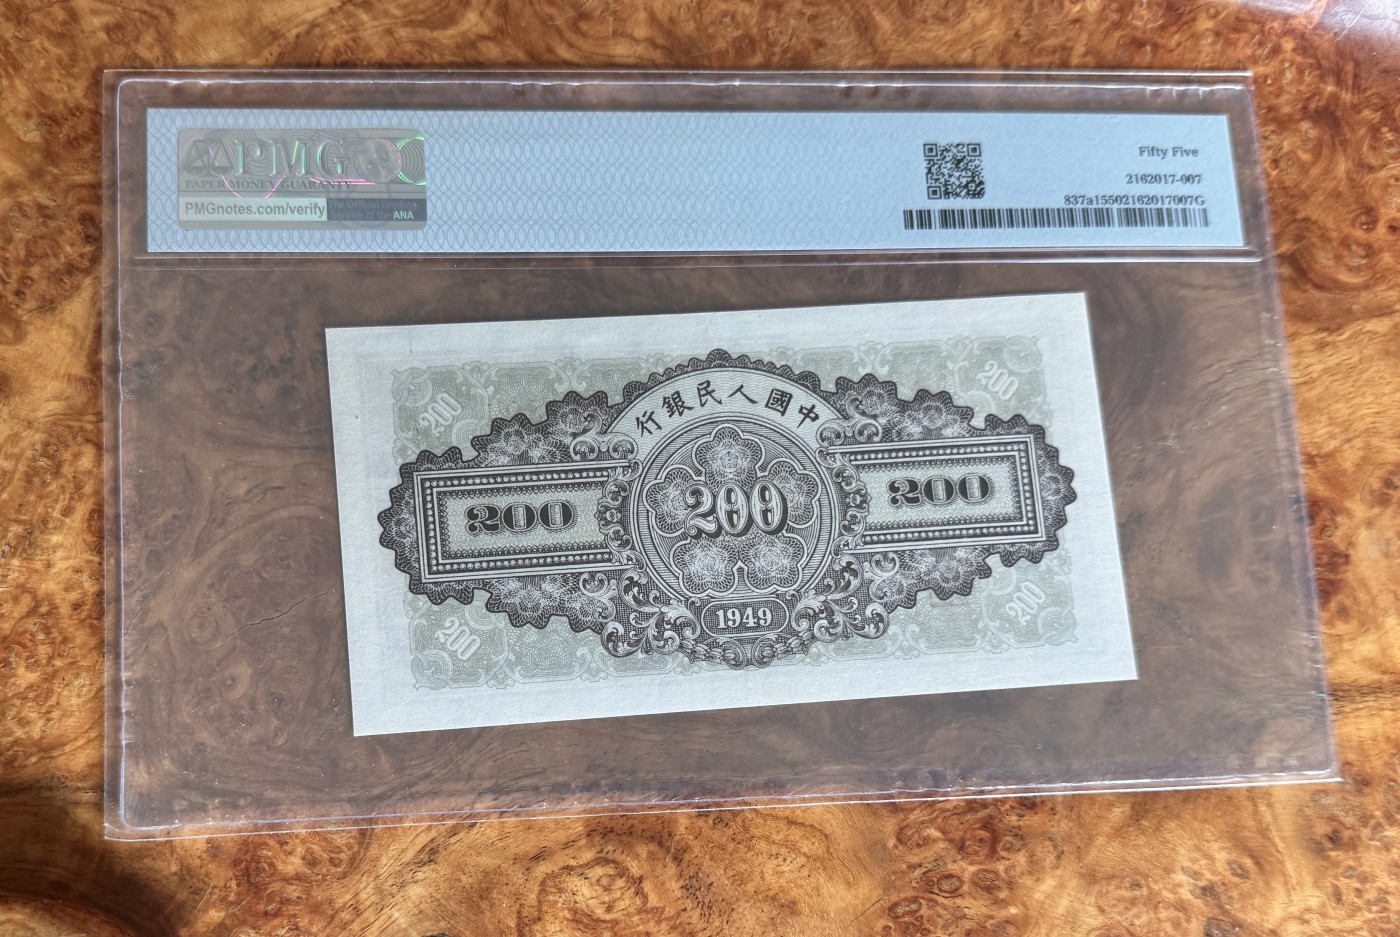 PMG
PAPER MONEY GUARANTY
PMGnotes.com/verify
The Official Grading
Service of the ANA
Fifty Five
2162017-007
837a15502162017007G
行銀民人國中
200
200
200
200
200
1949
200
200